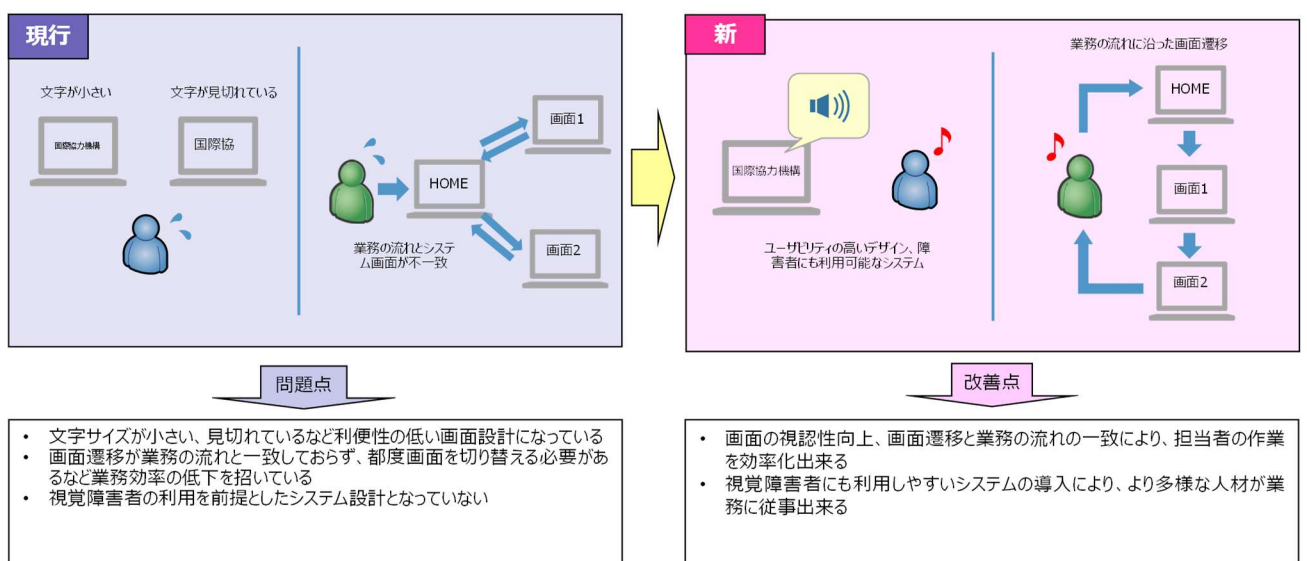 現行
文字が小さい
文字が見切れている
国際協力機構
国際協
HOME
画面1
画面2
業務の流れとシステ
ム画面が不一致
新
国際協力機構
ユーザビリティの高いデザイン、障
害者にも利用可能なシステム
業務の流れに沿った画面遷移
HOME
画面1
画面2
問題点
• 文字サイズが小さい、見切れているなど利便性の低い画面設計になっている
• 画面遷移が業務の流れと一致しておらず、都度画面を切り替える必要があ
るなど業務効率の低下を招いている
• 視覚障害者の利用を前提としたシステム設計となっていない
改善点
• 画面の視認性向上、画面遷移と業務の流れの一致により、担当者の作業
を効率化出来る
• 視覚障害者にも利用しやすいシステムの導入により、より多様な人材が業
務に従事出来る